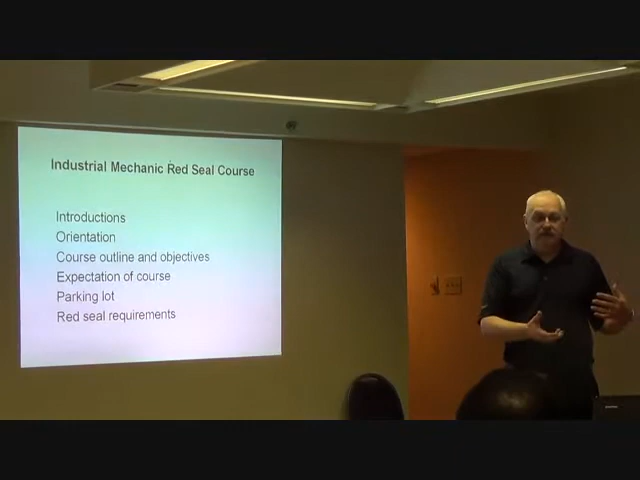 Industrial Mechanic Red Seal Course
Introductions
Orientation
Course outline and objectives
Expectation of course
Parking lot
Red seal requirements